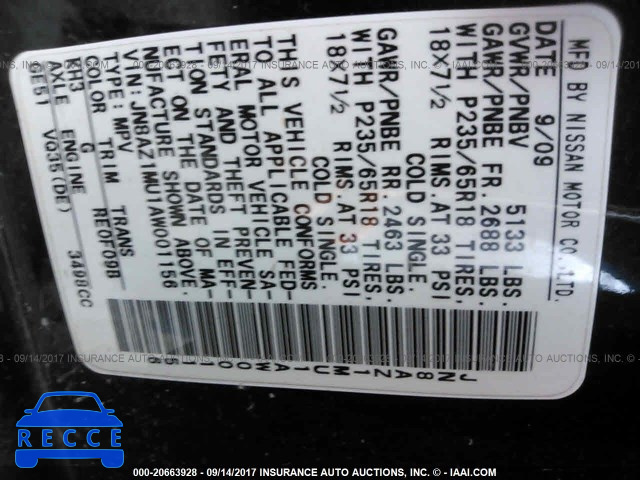 MFD BY NISSAN MOTOR CO.,LTD.
DATE 9/09
GVWR/PNBV 5133 LBS.
GAWR/PNBE FR. 2688 LBS.
WITH P235/65R18 TIRES,
18X7½ RIMS, AT 33 PSI
COLD SINGLE.
GAWR/PNBE RR. 2463 LBS.
WITH P235/65R18 TIRES,
18X7½ RIMS, AT 33 PSI
COLD SINGLE.
THIS VEHICLE CONFORMS
TO ALL APPLICABLE FED-
ERAL MOTOR VEHICLE SA-
FETY AND THEFT PREVEN-
TION STANDARDS IN EFF-
ECT ON THE DATE OF MA-
NUFACTURE SHOWN ABOVE.
VIN: JN8AZ1MU1AW001156
TYPE: MPV
COLOR TRIM TRANS
KH3 G RE0F09B
AXLE ENGINE
GE51 VQ35(DE) 3498CC
JN8AZ1MU1AW001156
RECCE
000-20663928 - 09/14/2017 INSURANCE AUTO AUCTIONS, INC. - © - IAAI.COM